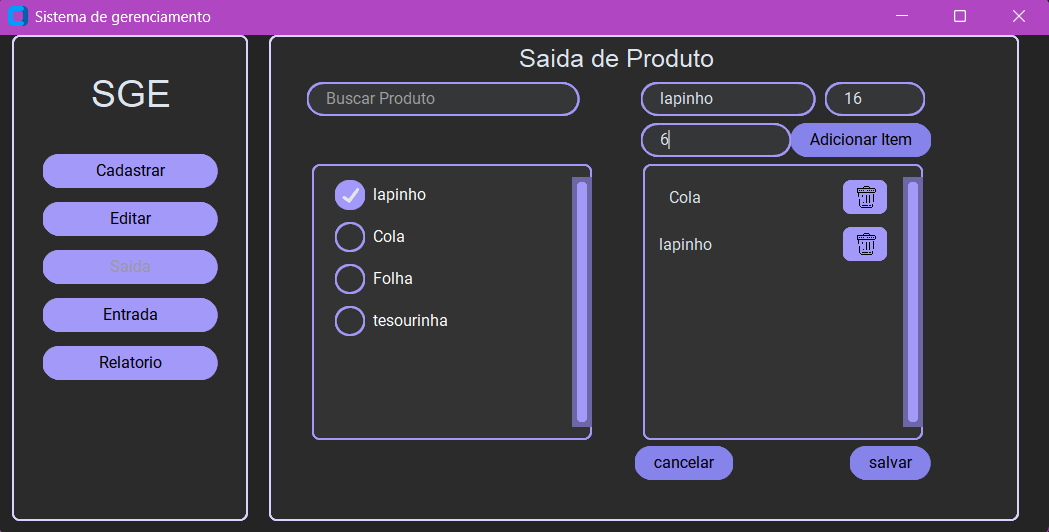 Sistema de gerenciamento
SGE
Cadastrar
Editar
Saida
Entrada
Relatorio
Saida de Produto
Buscar Produto
lapinho
Cola
Folha
tesourinha
lapinho 16
6 Adicionar Item
Cola
lapinho
cancelar salvar